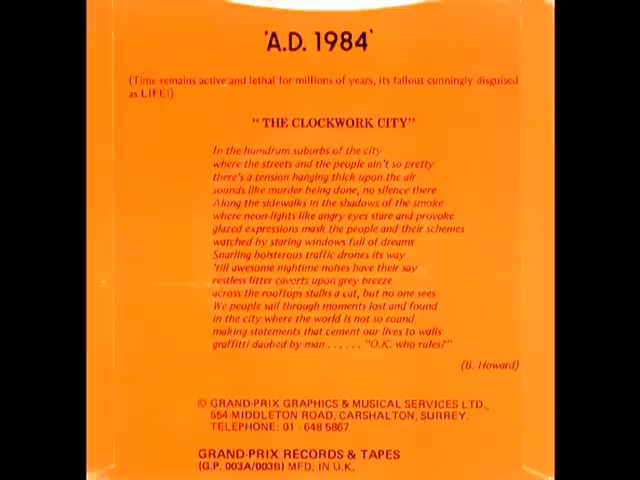 'A.D. 1984'
(Time remains active and lethal for millions of years, its fallout cunningly disguised
as LIFE!)
" THE CLOCKWORK CITY"
In the humdrum suburbs of the city
where the streets and the people ain't so pretty
there's a tension hanging thick upon the air
sounds like murder being done, no silence there
Along the sidewalks in the shadows of the smoke
where neon-lights like angry eyes stare and provoke
glazed expressions mask the people and their schemes
watched by staring windows full of dreams
Snarling boisterous traffic drones its way
'till awesome nightime noises have their say
restless litter cavorts upon grey breeze
across the rooftops stalks a cat, but no one sees
We people sail through moments lost and found
in the city where the world is not so round
making statements that cement our lives to walls
graffitti daubed by man . . . . . . "O.K. who rules?"
(B. Howard)
© GRAND-PRIX GRAPHICS & MUSICAL SERVICES LTD.,
554 MIDDLETON ROAD, CARSHALTON, SURREY.
TELEPHONE: 01 - 648 5867
GRAND-PRIX RECORDS & TAPES
(G.P. 003A/003B) MFD. IN U.K.